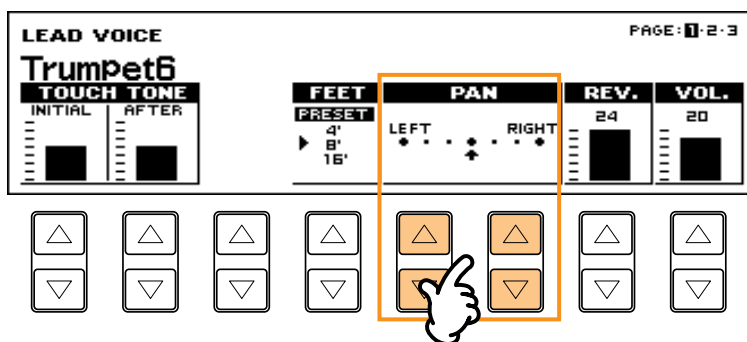 LEAD VOICE
PAGE: 1·2·3
Trumpet6
TOUCH TONE
INITIAL AFTER
FEET
PRESET
4'
8'
16'
PAN
LEFT RIGHT
REV.
24
VOL.
20